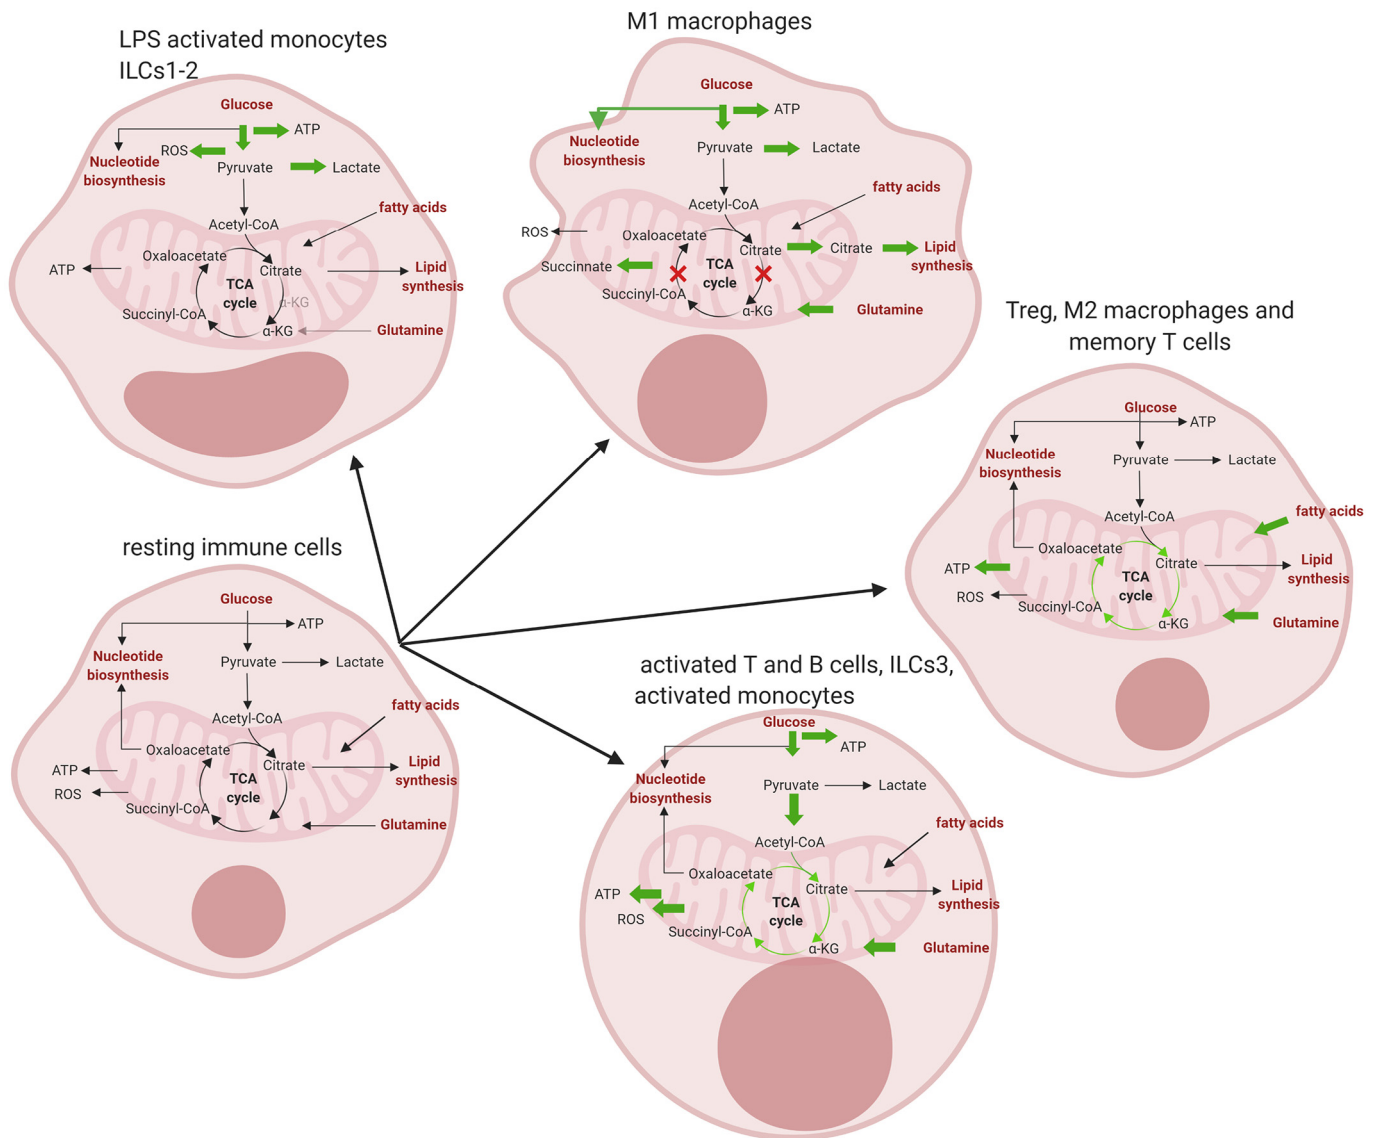 LPS activated monocytes
ILCs1-2
Glucose
ATP
ROS
Nucleotide
biosynthesis
Pyruvate
Lactate
fatty acids
Acetyl-CoA
Oxaloacetate
Citrate
ATP
TCA
cycle
Lipid
synthesis
α-KG
Succinyl-CoA
α-KG
Glutamine
M1 macrophages
Glucose
ATP
Nucleotide
biosynthesis
Pyruvate
Lactate
fatty acids
Acetyl-CoA
ROS
Oxaloacetate
Citrate
Citrate
Lipid
synthesis
Succinnate
TCA
cycle
Succinyl-CoA
α-KG
Glutamine
Treg, M2 macrophages and
memory T cells
Glucose
ATP
Nucleotide
biosynthesis
Pyruvate
Lactate
fatty acids
Acetyl-CoA
Oxaloacetate
Citrate
Lipid
synthesis
ATP
TCA
cycle
ROS
Succinyl-CoA
α-KG
Glutamine
resting immune cells
Glucose
ATP
Nucleotide
biosynthesis
Pyruvate
Lactate
fatty acids
Acetyl-CoA
Oxaloacetate
Citrate
Lipid
synthesis
ATP
TCA
cycle
ROS
Succinyl-CoA
Glutamine
activated T and B cells, ILCs3,
activated monocytes
Glucose
ATP
Nucleotide
biosynthesis
Pyruvate
Lactate
fatty acids
Acetyl-CoA
Oxaloacetate
Citrate
Lipid
synthesis
ATP
TCA
cycle
ROS
Succinyl-CoA
α-KG
Glutamine